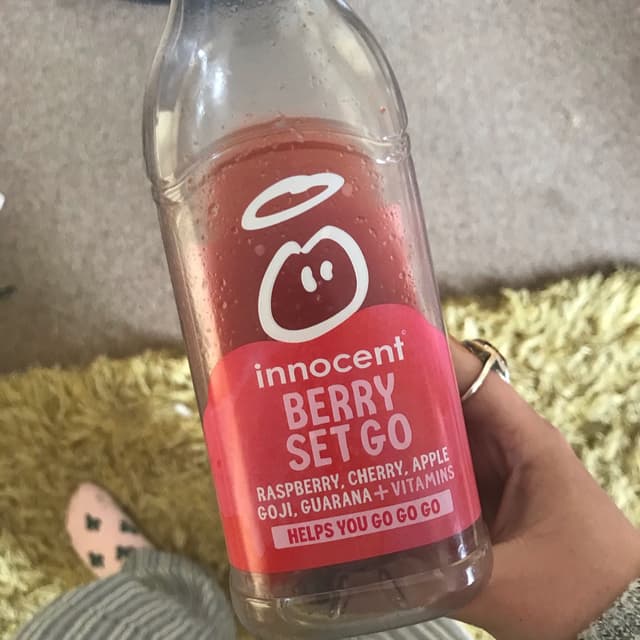 innocent
BERRY
SET GO
RASPBERRY, CHERRY, APPLE
GOJI, GUARANA + VITAMINS
HELPS YOU GO GO GO